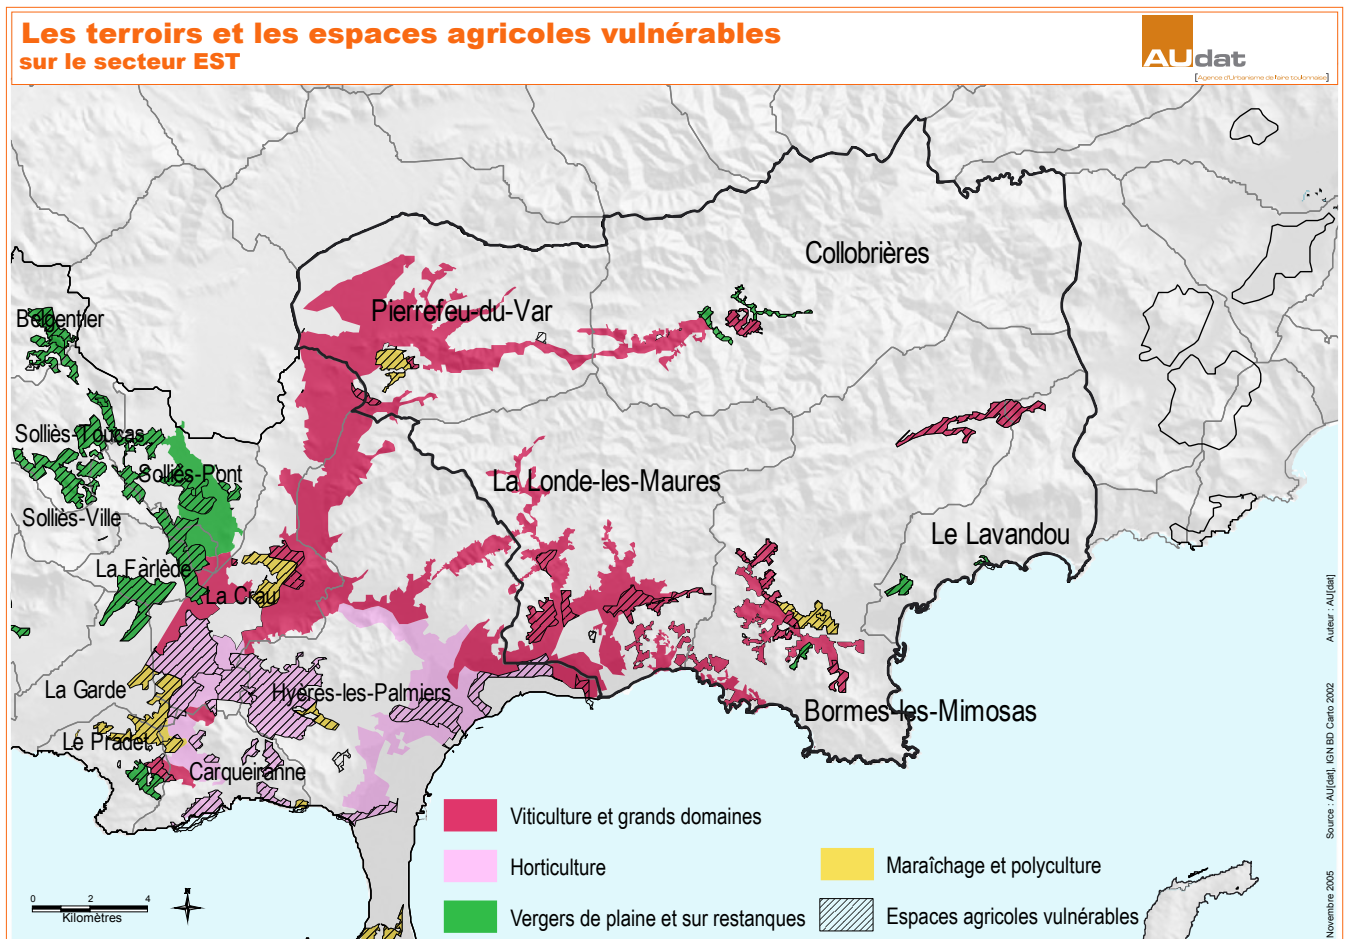 Les terroirs et les espaces agricoles vulnérables
sur le secteur EST
AUdat
[Agence d'Urbanisme de l'aire toulonnaise]
Collobrières
Pierrefeu-du-Var
Belgentier
Solliès-Toucas
Solliès-Pont
La Londe-les-Maures
Solliès-Ville
Le Lavandou
La Farlède
La Crau
La Garde
Hyères-les-Palmiers
Bormes-les-Mimosas
Le Pradet
Carqueiranne
Viticulture et grands domaines
Horticulture
Maraîchage et polyculture
Vergers de plaine et sur restanques
Espaces agricoles vulnérables
0 2 4
Kilomètres
N
Novembre 2005 Source : AU[dat], IGN BD Carto 2002 Auteur : AU[dat]